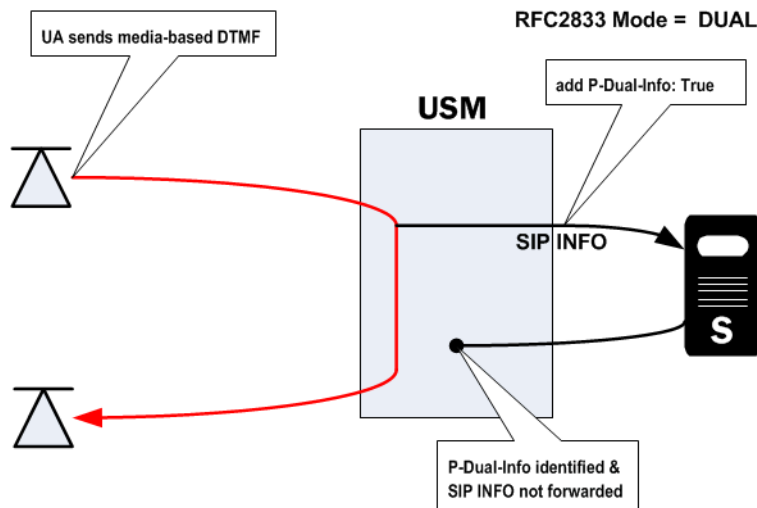 RFC2833 Mode = DUAL
UA sends media-based DTMF
add P-Dual-Info: True
USM
SIP INFO
S
P-Dual-Info identified &
SIP INFO not forwarded